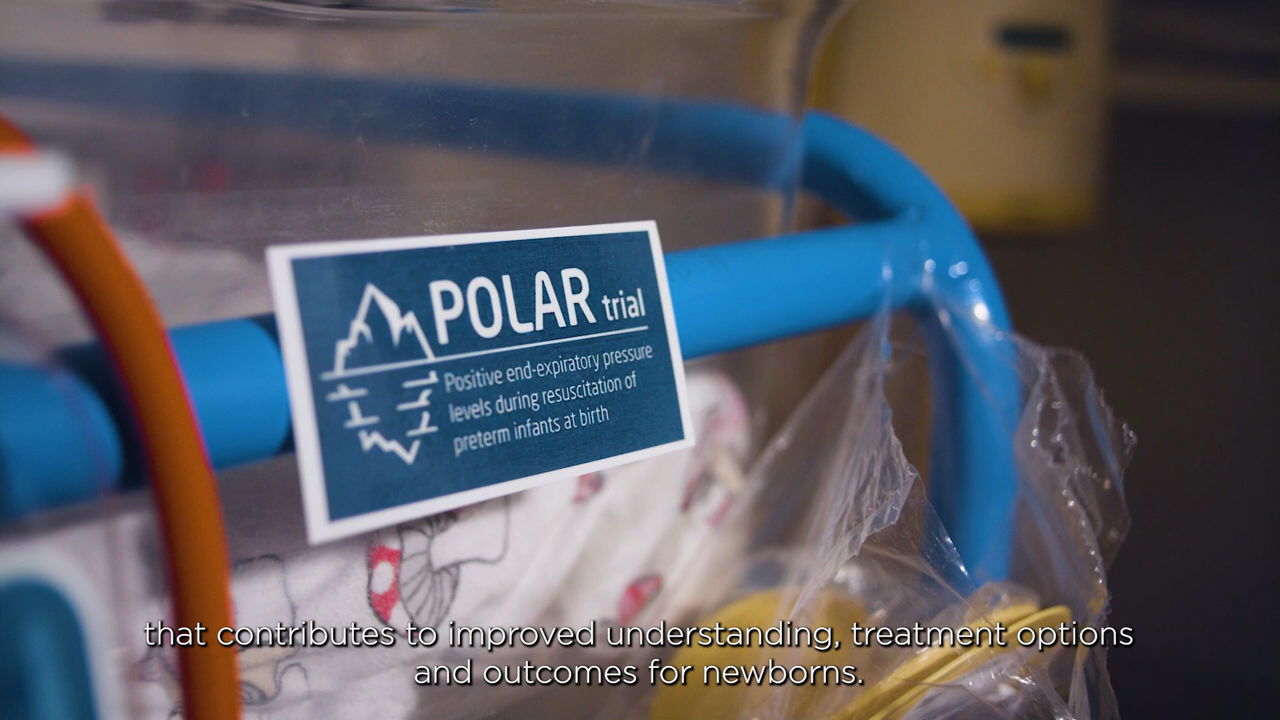 POLAR trial
Positive end-expiratory pressure
levels during resuscitation of
preterm infants at birth
that contributes to improved understanding, treatment options
and outcomes for newborns.